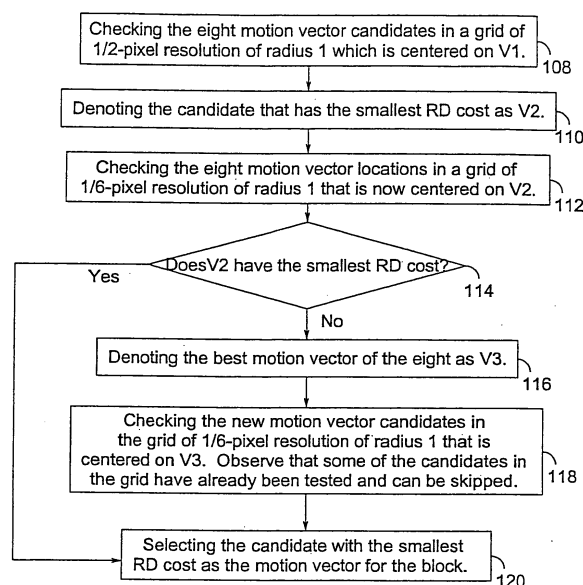 Checking the eight motion vector candidates in a grid of
1/2-pixel resolution of radius 1 which is centered on V1.
108
Denoting the candidate that has the smallest RD cost as V2.
110
Checking the eight motion vector locations in a grid of
1/6-pixel resolution of radius 1 that is now centered on V2.
112
DoesV2 have the smallest RD cost?
114
Yes
No
Denoting the best motion vector of the eight as V3.
116
Checking the new motion vector candidates in
the grid of 1/6-pixel resolution of radius 1 that is
centered on V3. Observe that some of the candidates in
the grid have already been tested and can be skipped.
118
Selecting the candidate with the smallest
RD cost as the motion vector for the block.
120